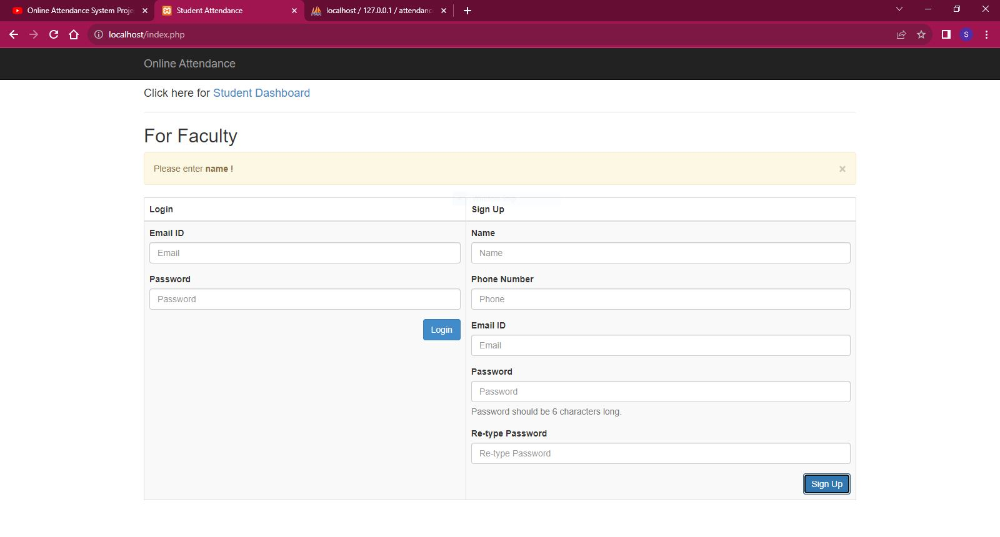 Online Attendance System Proje
Student Attendance
localhost / 127.0.0.1 / attendanc
localhost/index.php
S
Online Attendance
Click here for Student Dashboard
For Faculty
Please enter name !
×
Login
Sign Up
Email ID
Email
Password
Password
Login
Name
Name
Phone Number
Phone
Email ID
Email
Password
Password
Password should be 6 characters long.
Re-type Password
Re-type Password
Sign Up